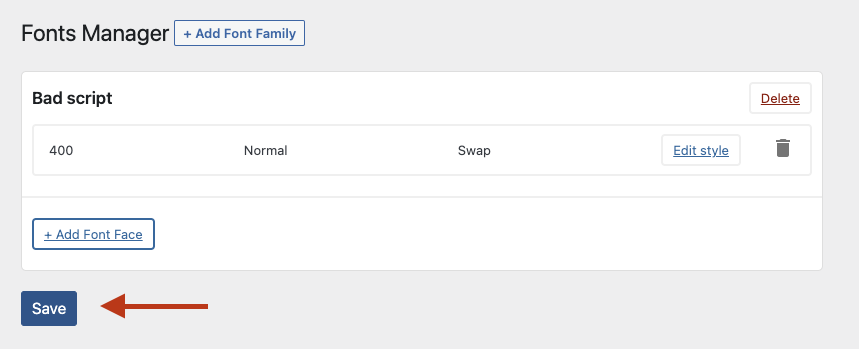 Fonts Manager + Add Font Family
Bad script Delete
400 Normal Swap Edit style
+ Add Font Face
Save